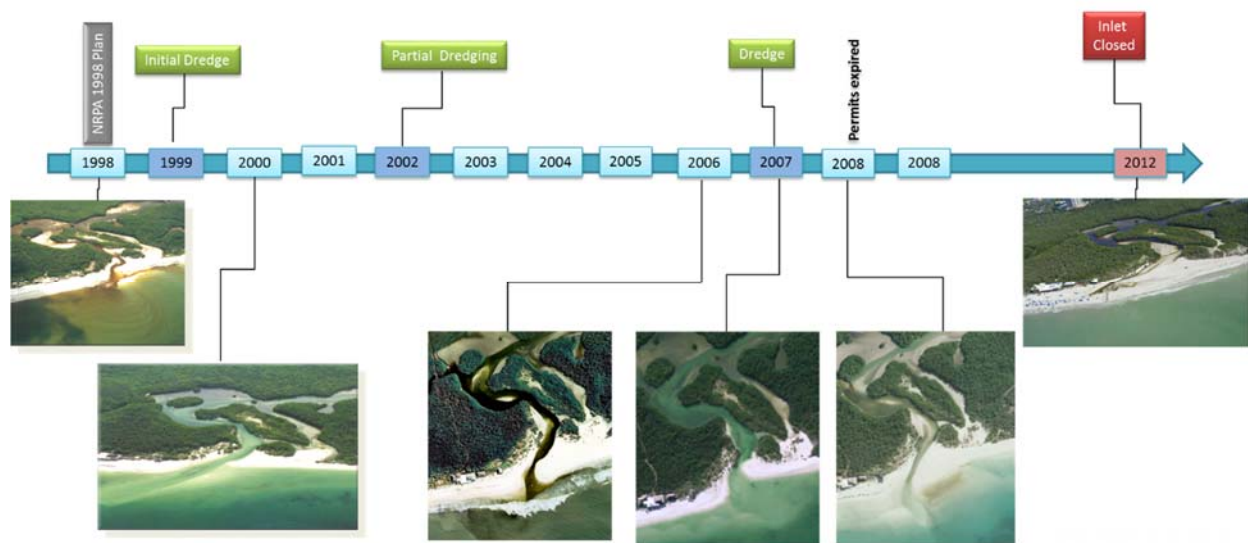 NRPA 1998 Plan
Initial Dredge
Partial Dredging
Dredge
Permits expired
Inlet
Closed
1998
1999
2000
2001
2002
2003
2004
2005
2006
2007
2008
2008
2012